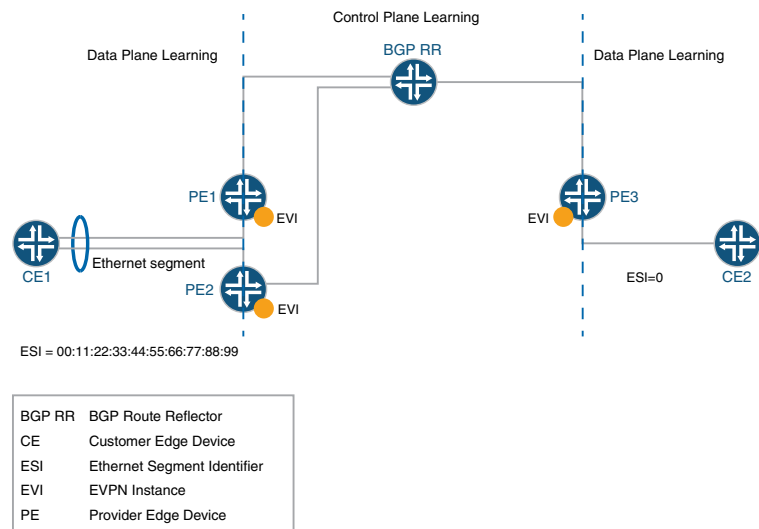 Control Plane Learning
Data Plane Learning
BGP RR
Data Plane Learning
PE1
EVI
PE3
EVI
CE1
Ethernet segment
PE2
EVI
ESI=0
CE2
ESI = 00:11:22:33:44:55:66:77:88:99
BGP RR BGP Route Reflector
CE Customer Edge Device
ESI Ethernet Segment Identifier
EVI EVPN Instance
PE Provider Edge Device